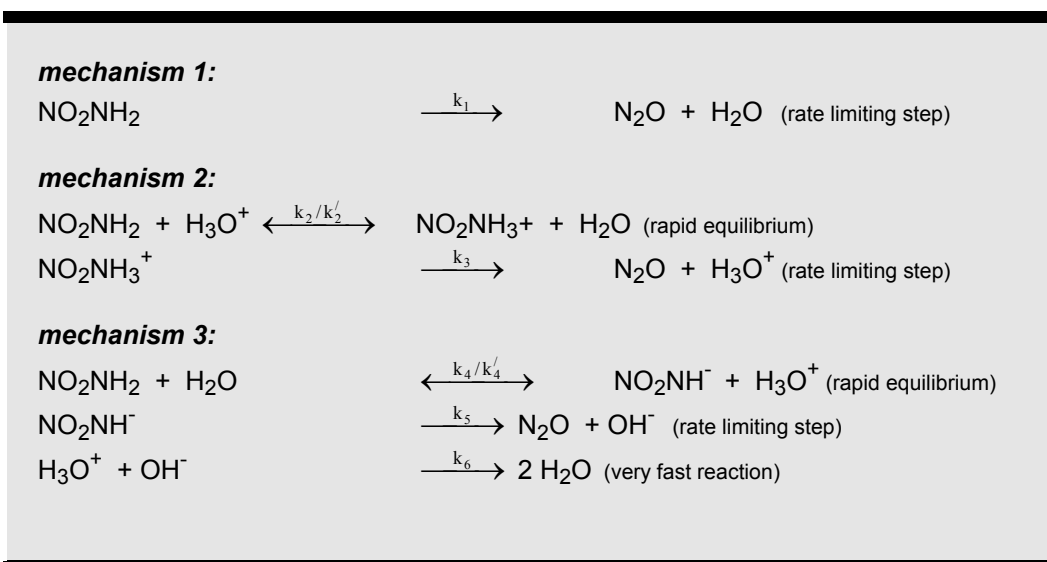 mechanism 1:
NO₂NH₂ —k₁→ N₂O + H₂O (rate limiting step)
mechanism 2:
NO₂NH₂ + H₃O⁺ ←k₂/k₂′→ NO₂NH₃+ + H₂O (rapid equilibrium)
NO₂NH₃⁺ —k₃→ N₂O + H₃O⁺ (rate limiting step)
mechanism 3:
NO₂NH₂ + H₂O ←k₄/k₄′→ NO₂NH⁻ + H₃O⁺ (rapid equilibrium)
NO₂NH⁻ —k₅→ N₂O + OH⁻ (rate limiting step)
H₃O⁺ + OH⁻ —k₆→ 2 H₂O (very fast reaction)